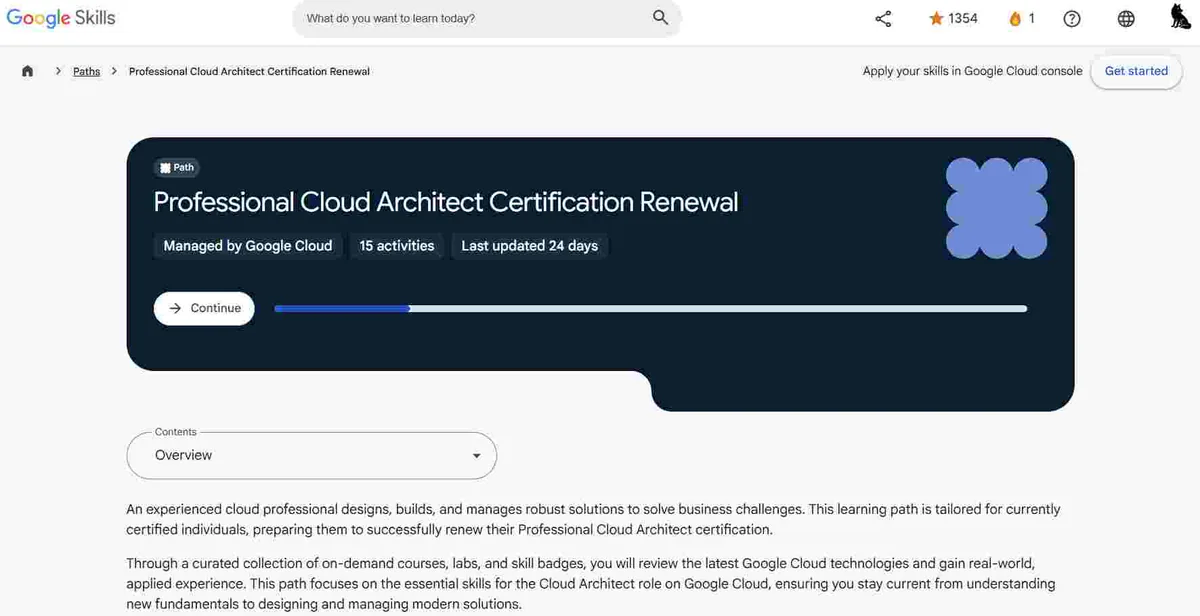 Google Skills
What do you want to learn today?
1354
1
Paths
Professional Cloud Architect Certification Renewal
Apply your skills in Google Cloud console
Get started
Path
Professional Cloud Architect Certification Renewal
Managed by Google Cloud
15 activities
Last updated 24 days
Continue
Contents
Overview
An experienced cloud professional designs, builds, and manages robust solutions to solve business challenges. This learning path is tailored for currently
certified individuals, preparing them to successfully renew their Professional Cloud Architect certification.
Through a curated collection of on-demand courses, labs, and skill badges, you will review the latest Google Cloud technologies and gain real-world,
applied experience. This path focuses on the essential skills for the Cloud Architect role on Google Cloud, ensuring you stay current from understanding
new fundamentals to designing and managing modern solutions.